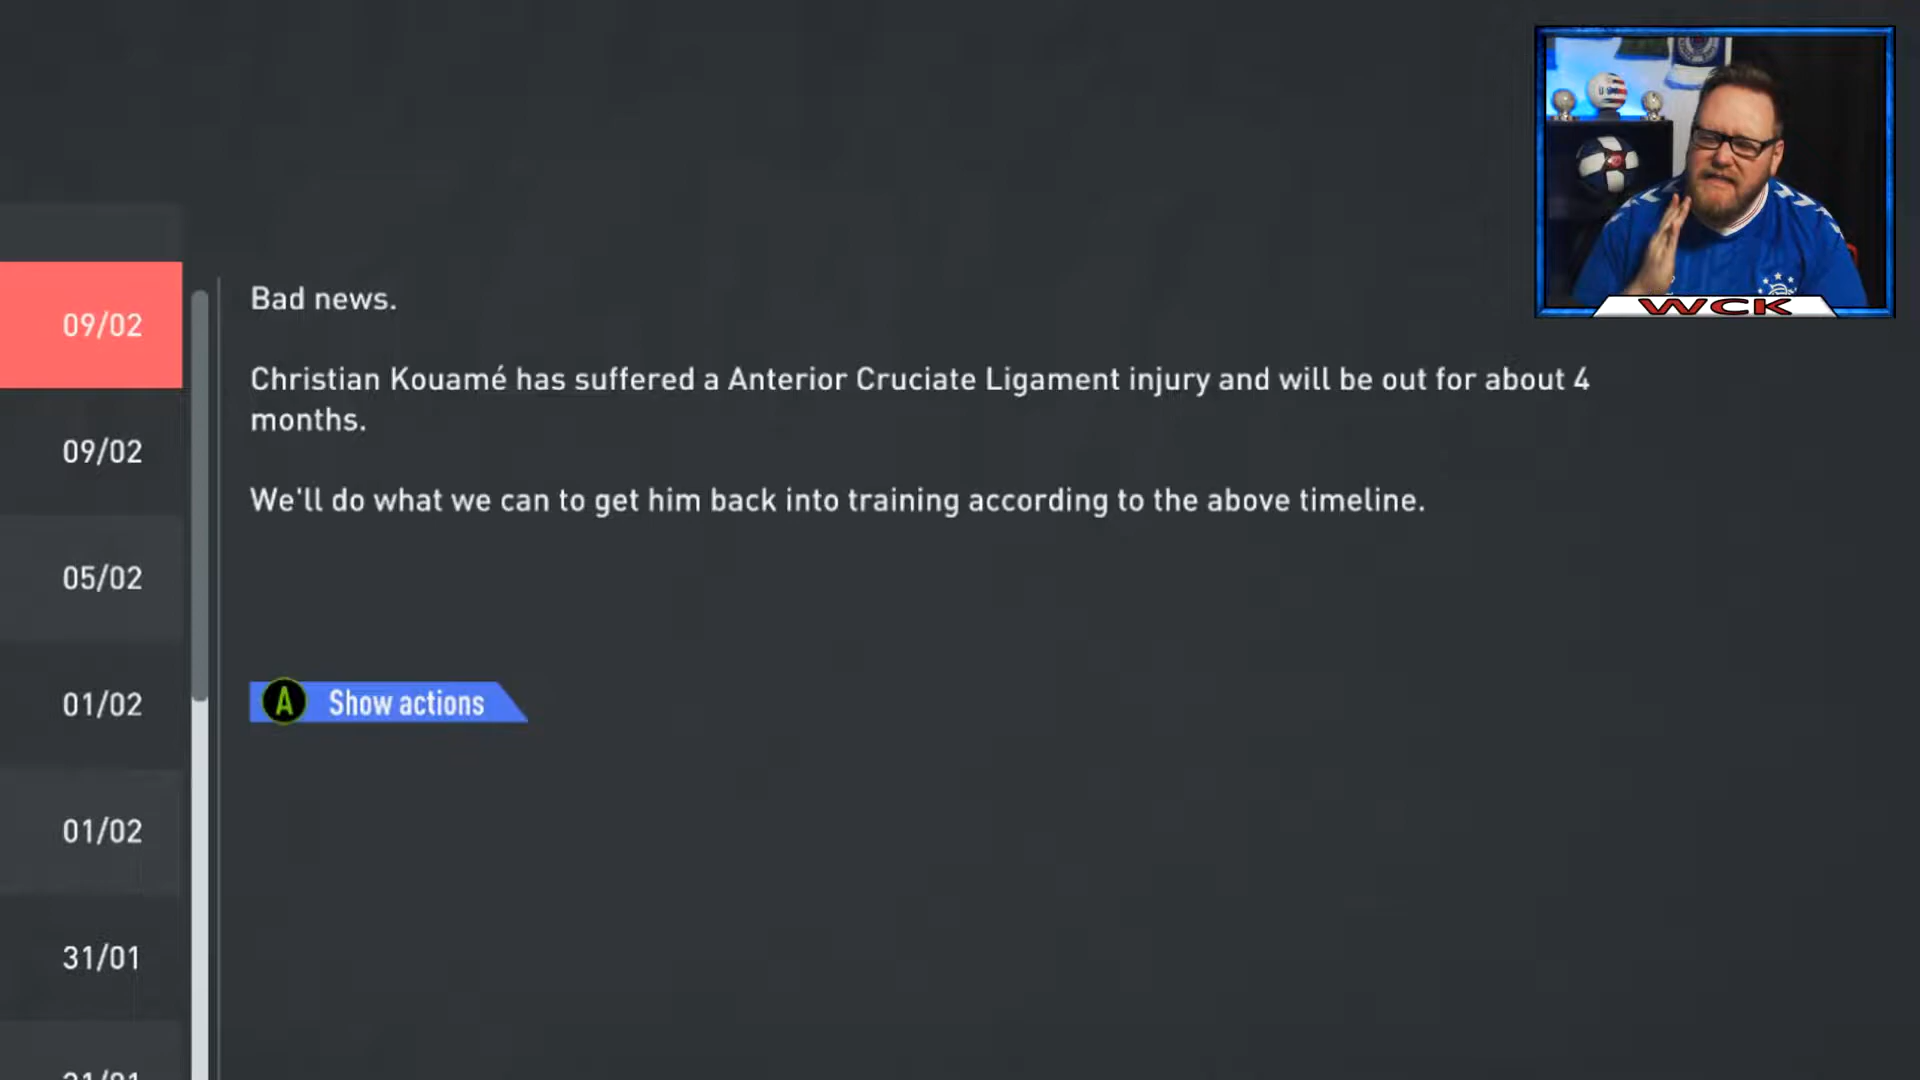 WCK
09/02
09/02
05/02
01/02
01/02
31/01
Bad news.
Christian Kouamé has suffered a Anterior Cruciate Ligament injury and will be out for about 4
months.
We'll do what we can to get him back into training according to the above timeline.
A Show actions